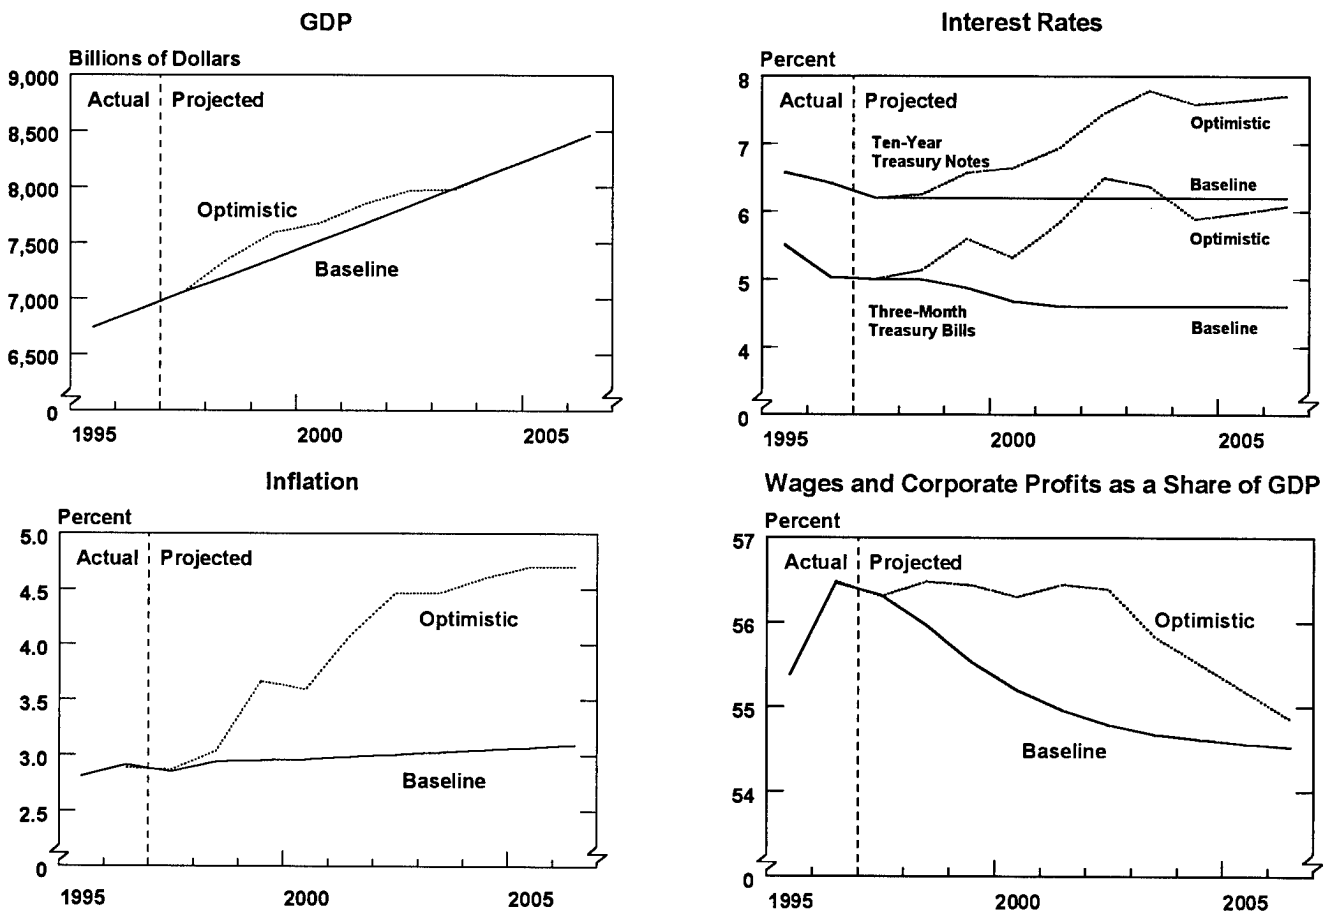 GDP
Billions of Dollars
9,000
Actual Projected
8,500
8,000
Optimistic
7,500
Baseline
7,000
6,500
0
1995 2000 2005
Interest Rates
Percent
8
Actual Projected
Optimistic
7
Ten-Year
Treasury Notes
Baseline
6
Optimistic
5
Three-Month
Treasury Bills
Baseline
4
0
1995 2000 2005
Inflation
Percent
5.0
Actual Projected
4.5
Optimistic
4.0
3.5
3.0
Baseline
2.5
0
1995 2000 2005
Wages and Corporate Profits as a Share of GDP
Percent
57
Actual Projected
56
Optimistic
55
Baseline
54
0
1995 2000 2005